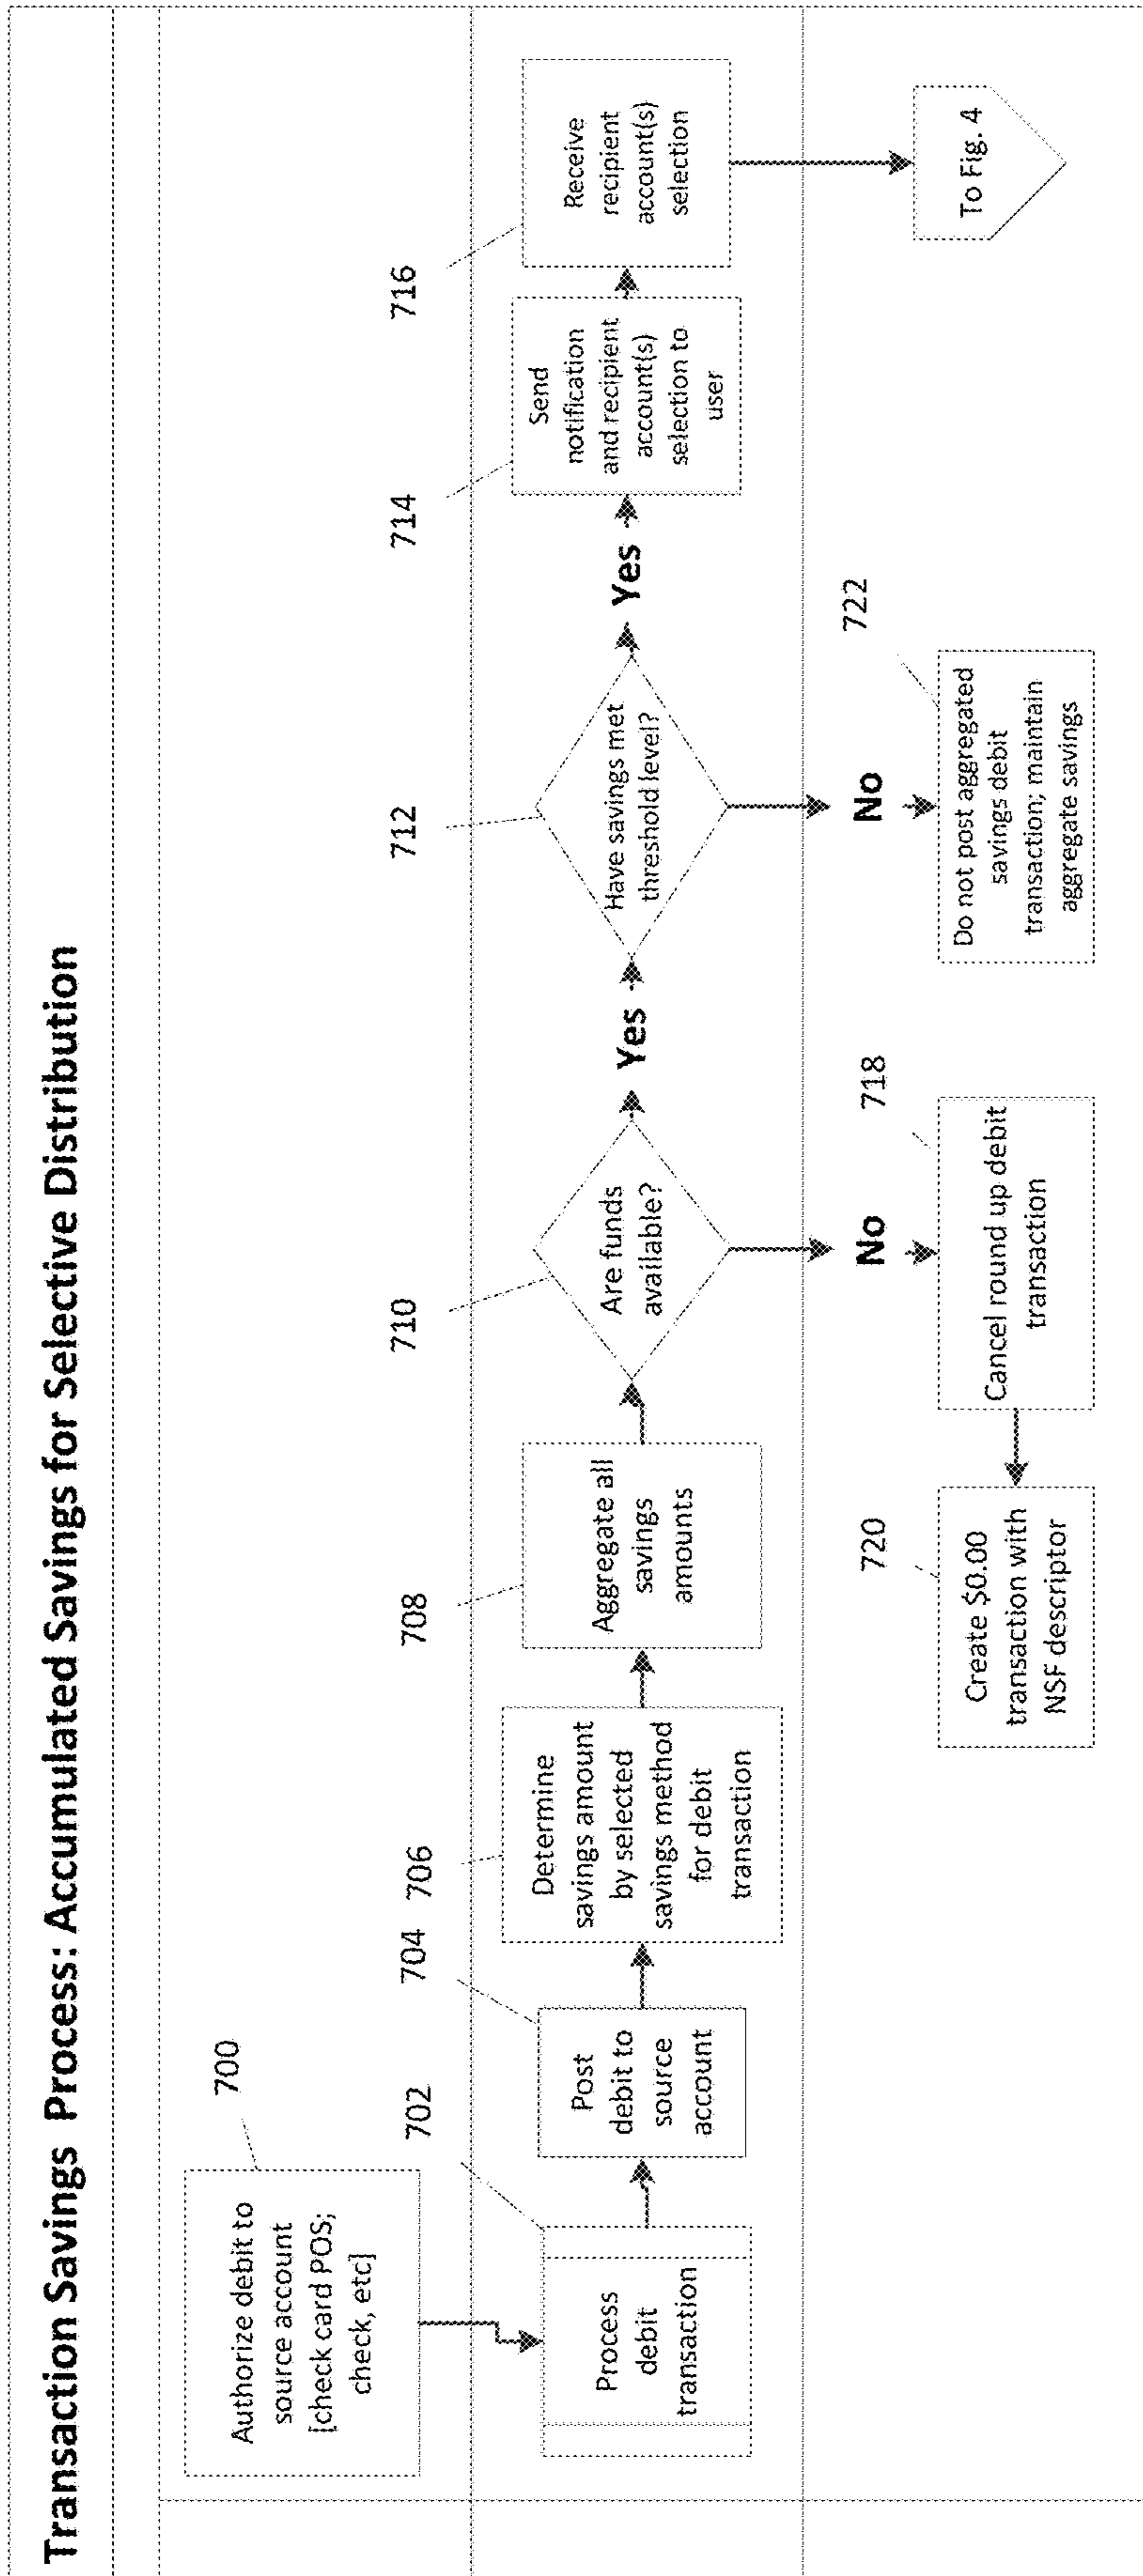 Transaction Savings Process: Accumulated Savings for Selective Distribution
700
Authorize debit to
source account
[check card POS;
check, etc]
702
Process
debit
transaction
704
Post
debit to
source
account
706
Determine
savings amount
by selected
savings method
for debit
transaction
708
Aggregate all
savings
amounts
710
Are funds
available?
Yes
712
Have savings met
threshold level?
Yes
714
Send
notification
and recipient
account(s)
selection to
user
716
Receive
recipient
account(s)
selection
To Fig. 4
No
718
Cancel round up debit
transaction
720
Create $0.00
transaction with
NSF descriptor
No
722
Do not post aggregated
savings debit
transaction; maintain
aggregate savings